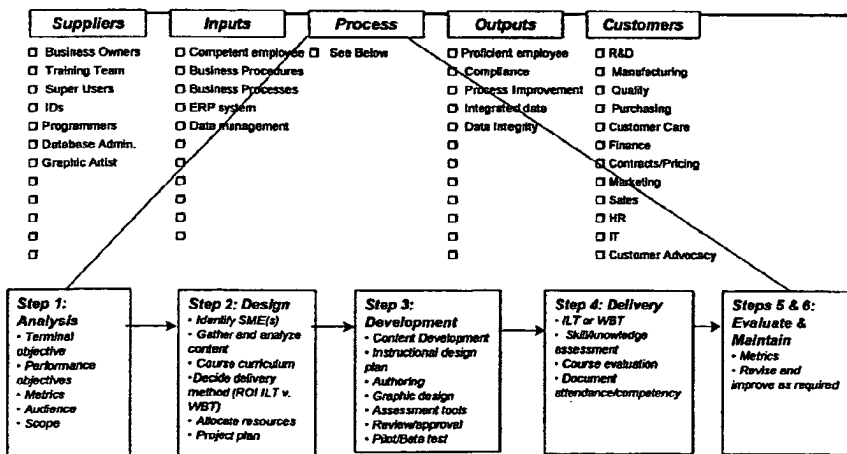 Suppliers
Inputs
Process
Outputs
Customers
Business Owners
Training Team
Super Users
IDs
Programmers
Database Admin.
Graphic Artist
Competent employee
Business Procedures
Business Processes
ERP system
Data management
See Below
Proficient employee
Compliance
Process Improvement
Integrated data
Data Integrity
R&D
Manufacturing
Quality
Purchasing
Customer Care
Finance
Contracts/Pricing
Marketing
Sales
HR
IT
Customer Advocacy
Step 1:
Analysis
• Terminal
objective
• Performance
objectives
• Metrics
• Audience
• Scope
Step 2: Design
• Identify SME(s)
• Gather and analyze
content
• Course curriculum
• Decide delivery
method (ROI ILT v.
WBT)
• Allocate resources
• Project plan
Step 3:
Development
• Content Development
• Instructional design
plan
• Authoring
• Graphic design
• Assessment tools
• Review/approval
• Pilot/Beta test
Step 4: Delivery
• ILT or WBT
• Skill/knowledge
assessment
• Course evaluation
• Document
attendance/competency
Steps 5 & 6:
Evaluate &
Maintain
• Metrics
• Revise and
improve as required